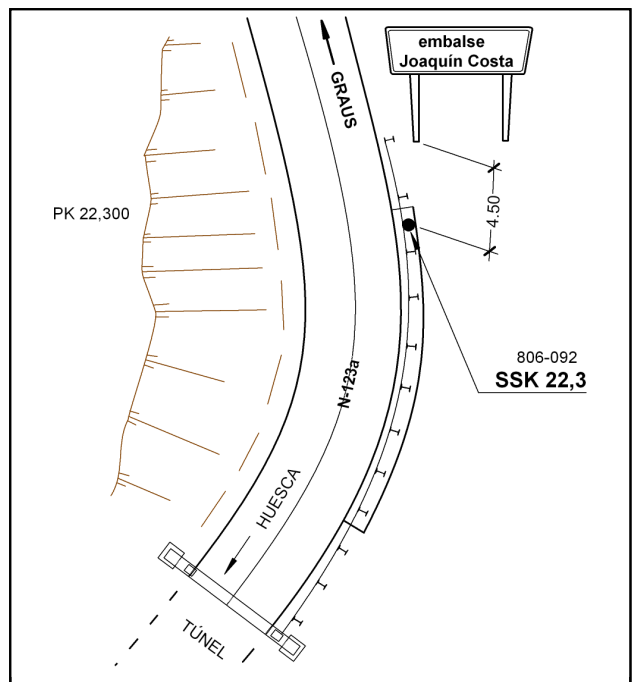 embalse
Joaquín Costa
GRAUS
4.50
PK 22,300
806-092
SSK 22,3
N-123a
HUESCA
TÚNEL